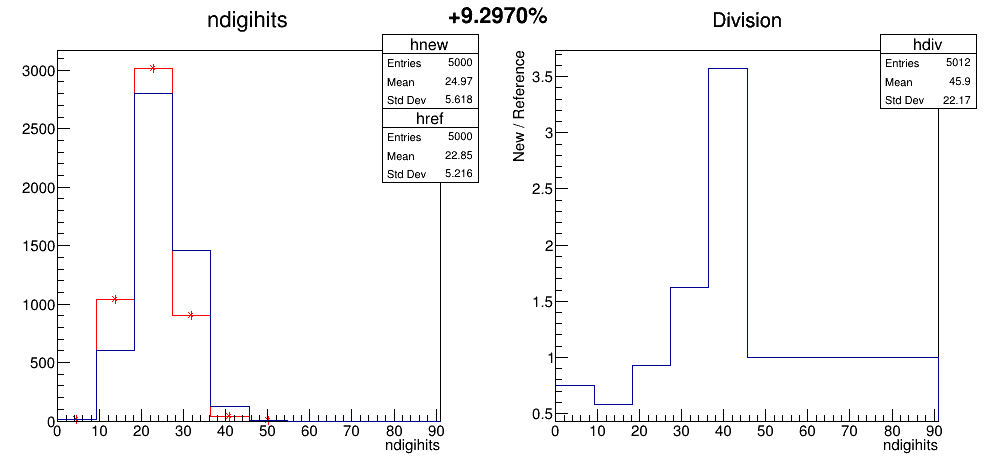 +9.2970%
ndigihits
hnew
Entries 5000
Mean 24.97
Std Dev 5.618
href
Entries 5000
Mean 22.85
Std Dev 5.216
3000
2500
2000
1500
1000
500
0
0 10 20 30 40 50 60 70 80 90
ndigihits
Division
hdiv
Entries 5012
Mean 45.9
Std Dev 22.17
New / Reference
3.5
3
2.5
2
1.5
1
0.5
0 10 20 30 40 50 60 70 80 90
ndigihits